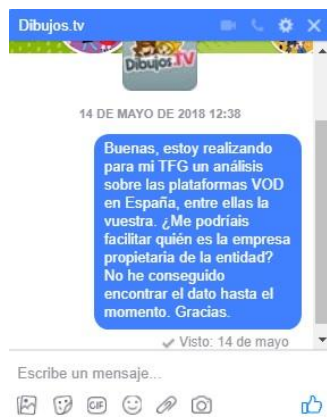 Dibujos.tv
Dibujos.TV
14 DE MAYO DE 2018 12:38
Buenas, estoy realizando
para mi TFG un análisis
sobre las plataformas VOD
en España, entre ellas la
vuestra. ¿Me podríais
facilitar quién es la empresa
propietaria de la entidad?
No he conseguido
encontrar el dato hasta el
momento. Gracias.
Visto: 14 de mayo
Escribe un mensaje...
GIF